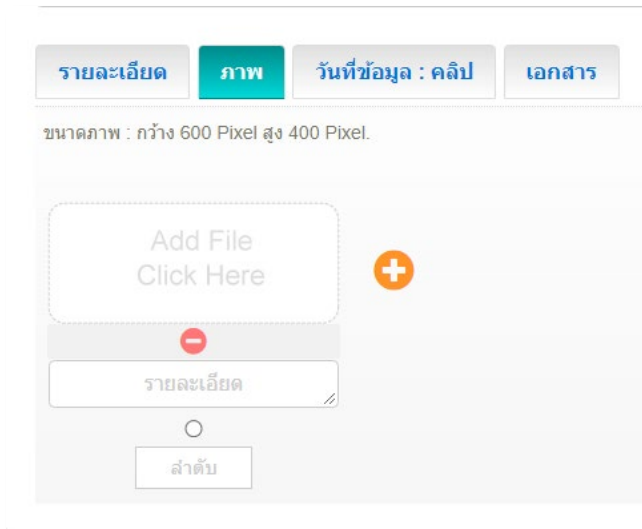 รายละเอียด ภาพ วันที่ข้อมูล : คลิป เอกสาร
ขนาดภาพ : กว้าง 600 Pixel สูง 400 Pixel.
Add File
Click Here
รายละเอียด
ลำดับ